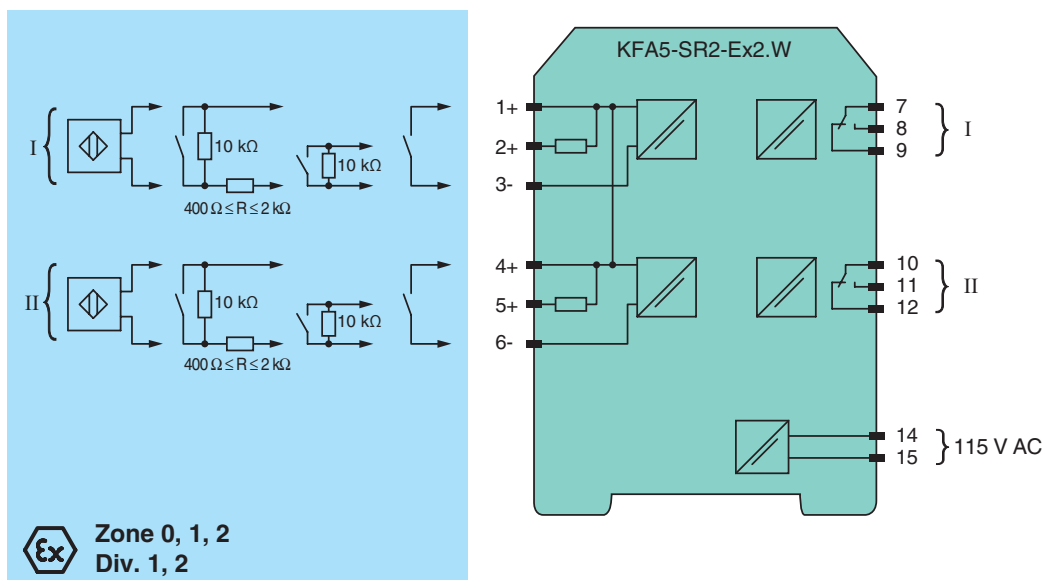 KFA5-SR2-Ex2.W
I
10 kΩ
10 kΩ
400 Ω ≤ R ≤ 2 kΩ
II
10 kΩ
10 kΩ
400 Ω ≤ R ≤ 2 kΩ
Zone 0, 1, 2
Div. 1, 2
Ex
1+
2+
3-
4+
5+
6-
7
8
9
I
10
11
12
II
14
15
115 V AC